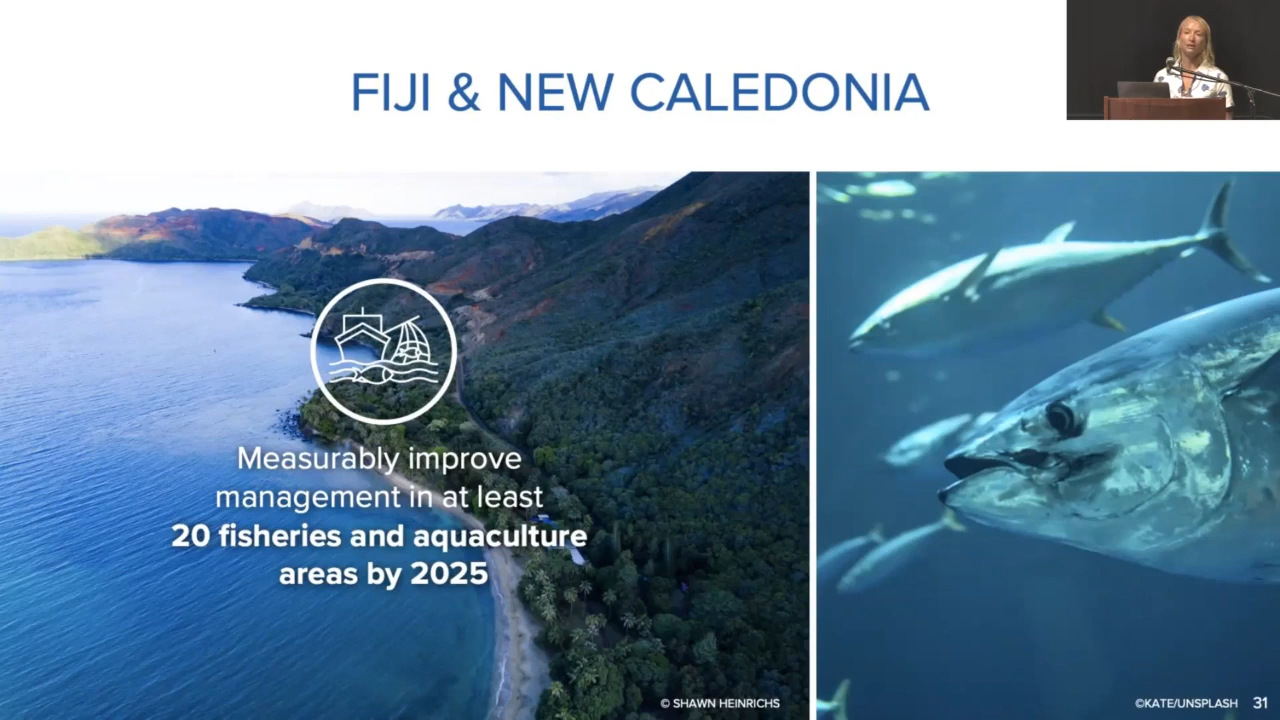 FIJI & NEW CALEDONIA
Measurably improve
management in at least
20 fisheries and aquaculture
areas by 2025
© SHAWN HEINRICHS
©KATE/UNSPLASH
31